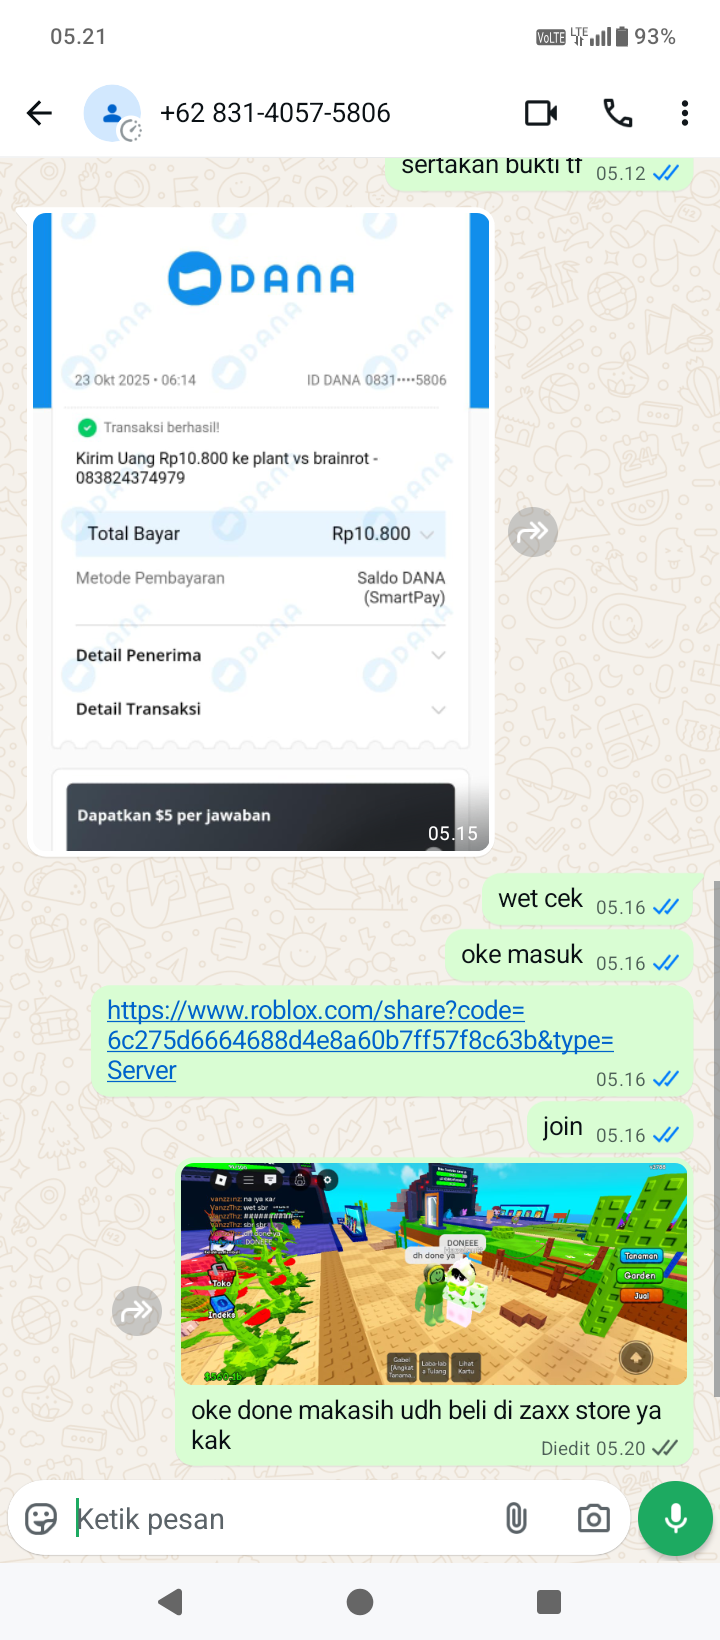 05.21
VoLTE LTE 93%
+62 831-4057-5806
sertakan bukti tf 05.12
DANA
23 Okt 2025 • 06:14 ID DANA 0831••••5806
Transaksi berhasil!
Kirim Uang Rp10.800 ke plant vs brainrot -
083824374979
Total Bayar Rp10.800
Metode Pembayaran Saldo DANA
(SmartPay)
Detail Penerima
Detail Transaksi
Dapatkan $5 per jawaban
05.15
wet cek 05.16
oke masuk 05.16
https://www.roblox.com/share?code=
6c275d6664688d4e8a60b7ff57f8c63b&type=
Server 05.16
join 05.16
DONEEE
dh done ya
Toko
Indeks
Tanaman
Garden
Jual
Lihat
Kartu
oke done makasih udh beli di zaxx store ya
kak
Diedit 05.20
Ketik pesan